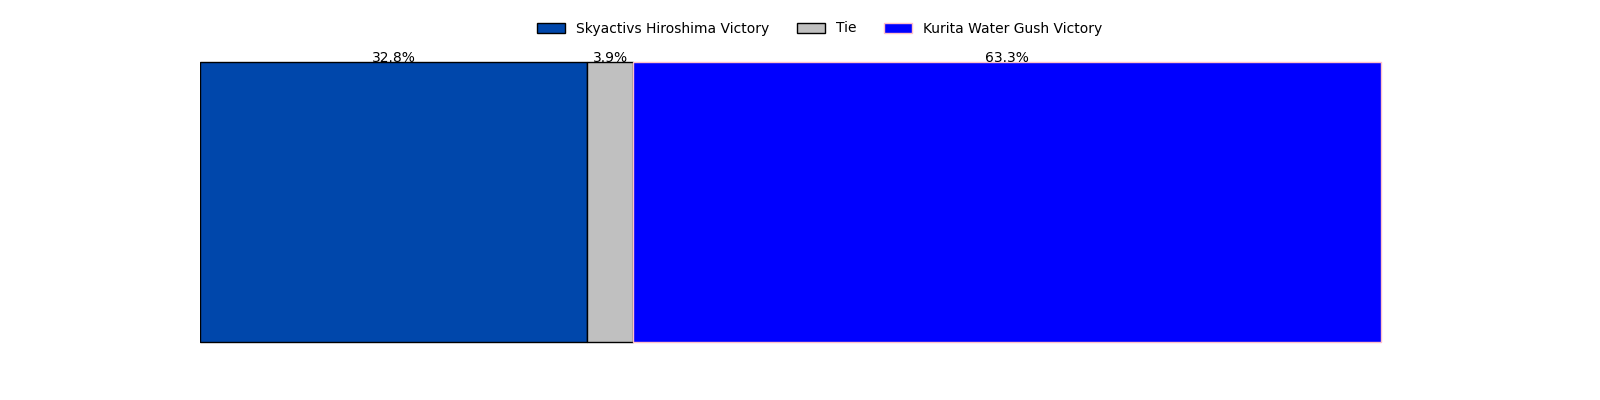 Skyactivs Hiroshima Victory Tie Kurita Water Gush Victory
32.8% 3.9% 63.3%